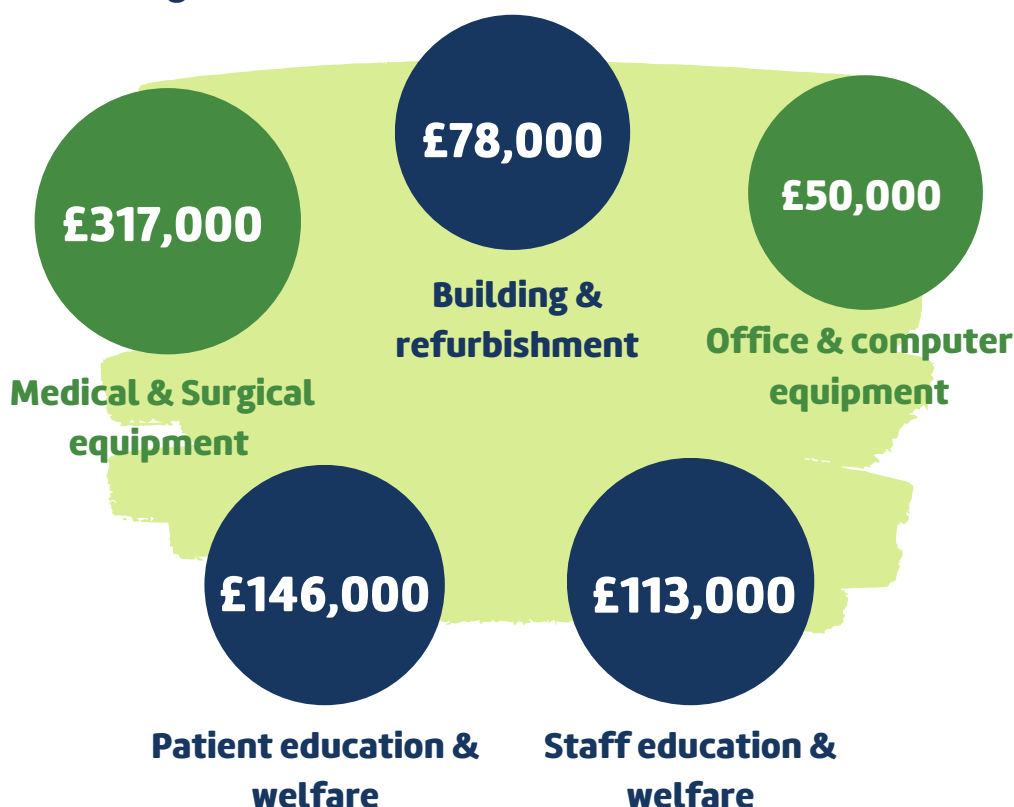 £317,000
Medical & Surgical
equipment
£78,000
Building &
refurbishment
£50,000
Office & computer
equipment
£146,000
Patient education &
welfare
£113,000
Staff education &
welfare